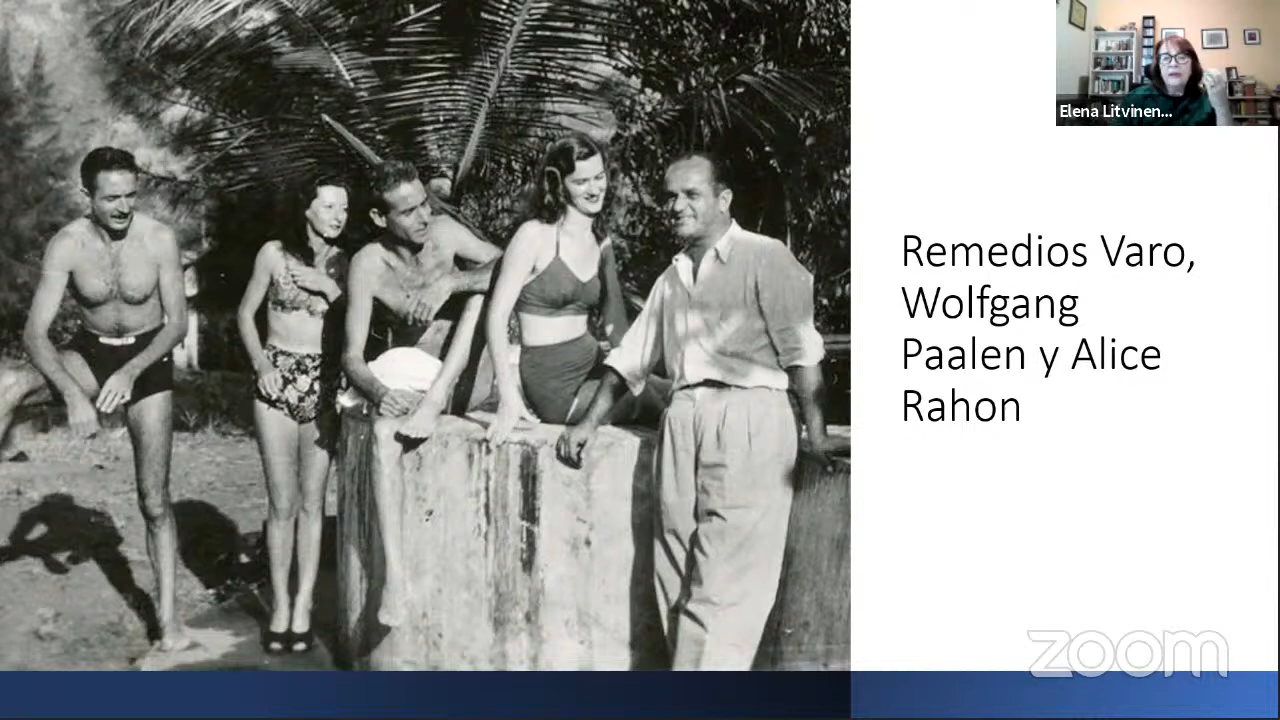 Elena Litvinen...
Remedios Varo,
Wolfgang
Paalen y Alice
Rahon
zoom